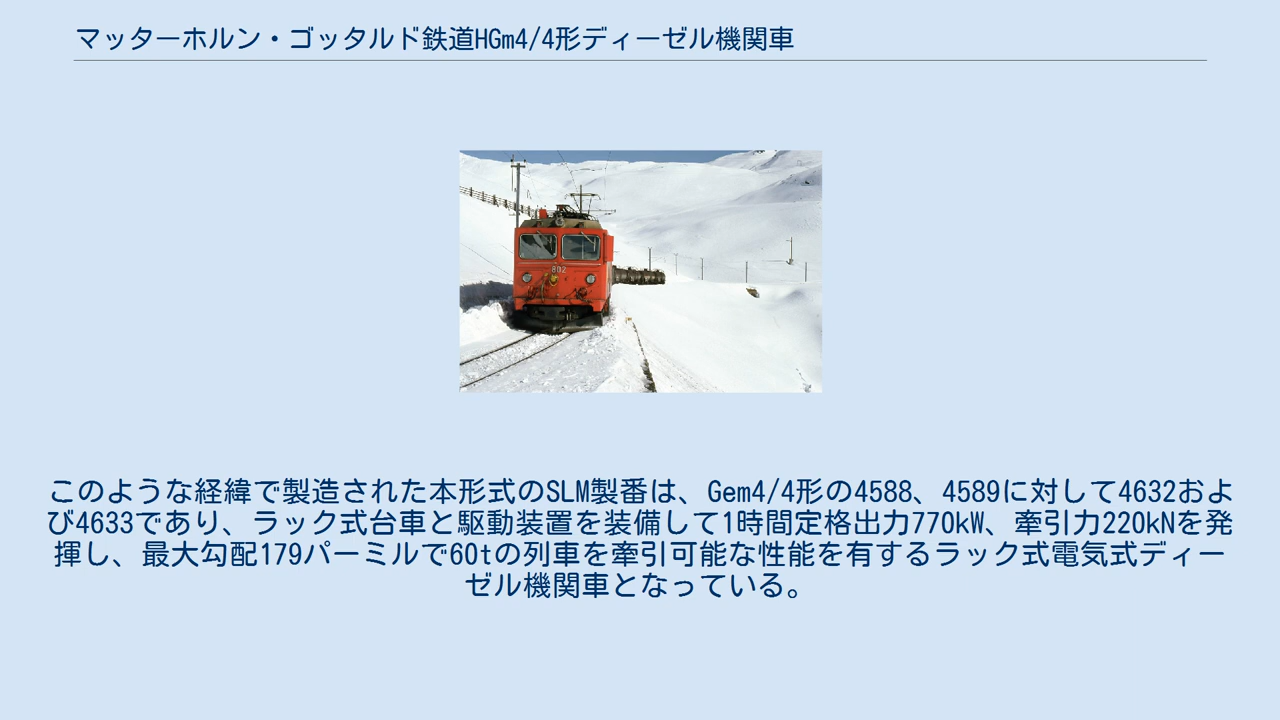 マッターホルン・ゴッタルド鉄道HGm4/4形ディーゼル機関車
802
このような経緯で製造された本形式のSLM製番は、Gem4/4形の4588、4589に対して4632およ
び4633であり、ラック式台車と駆動装置を装備して1時間定格出力770kW、牽引力220kNを発
揮し、最大勾配179パーミルで60tの列車を牽引可能な性能を有するラック式電気式ディー
ゼル機関車となっている。